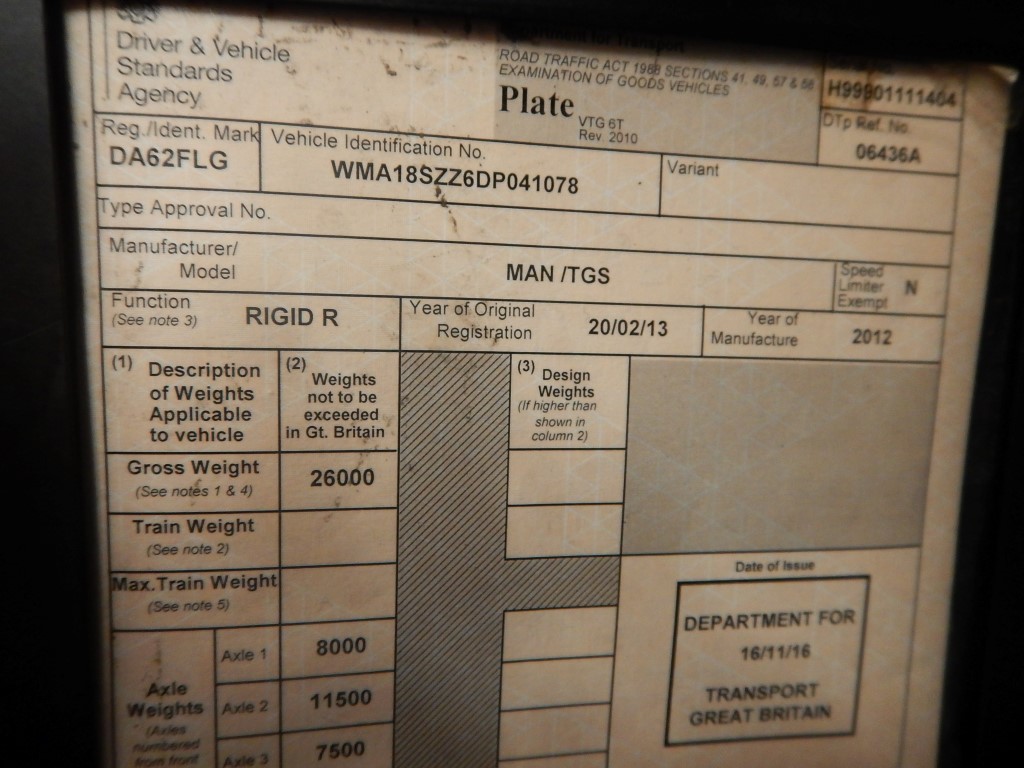 Driver & Vehicle
Standards
Agency
ROAD TRAFFIC ACT 1988 SECTIONS 41, 49, 57 & 58
EXAMINATION OF GOODS VEHICLES
Plate
VTG 6T
Rev. 2010
DTp Ref. No.
06436A
Reg./Ident. Mark
DA62FLG
Vehicle Identification No.
WMA18SZZ6DP041078
Variant
Type Approval No.
Manufacturer/
Model
MAN /TGS
Speed
Limiter
Exempt
N
Function
(See note 3)
RIGID R
Year of Original
Registration
20/02/13
Year of
Manufacture
2012
(1) Description
of Weights
Applicable
to vehicle
(2) Weights
not to be
exceeded
in Gt. Britain
(3) Design
Weights
(If higher than
shown in
column 2)
Gross Weight
(See notes 1 & 4)
26000
Train Weight
(See note 2)
Max.Train Weight
(See note 5)
Axle
Weights
(Axles
numbered
from front
Axle 1
8000
Axle 2
11500
Axle 3
7500
Date of Issue
DEPARTMENT FOR
16/11/16
TRANSPORT
GREAT BRITAIN